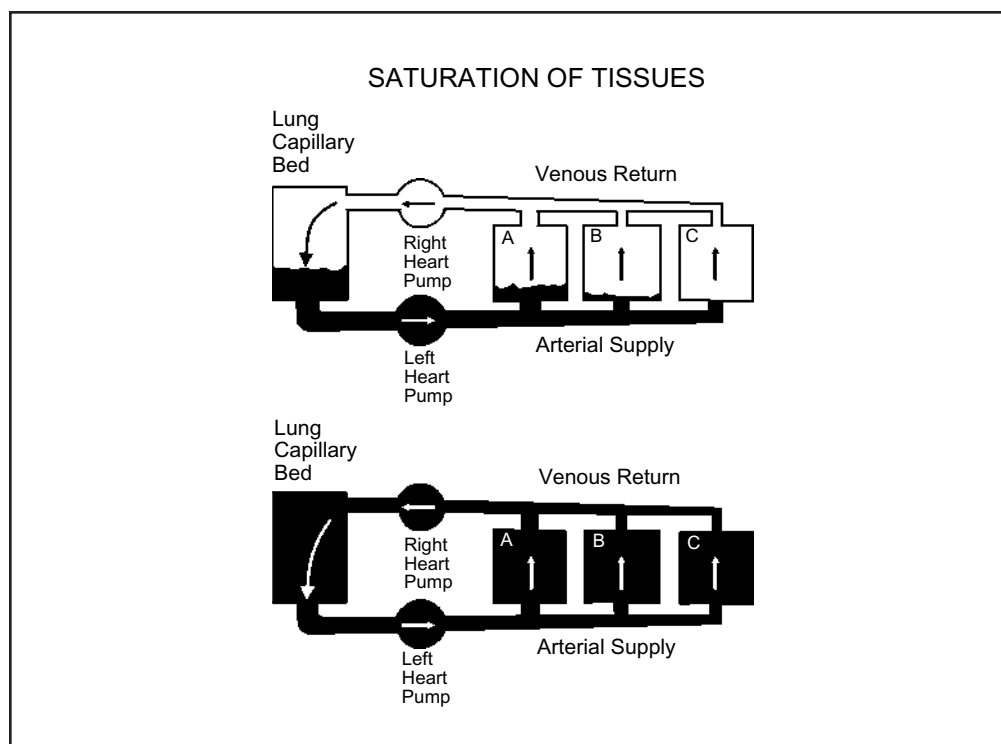 SATURATION OF TISSUES
Lung
Capillary
Bed
Venous Return
A
B
C
Right
Heart
Pump
Left
Heart
Pump
Arterial Supply
Lung
Capillary
Bed
Venous Return
A
B
C
Right
Heart
Pump
Left
Heart
Pump
Arterial Supply